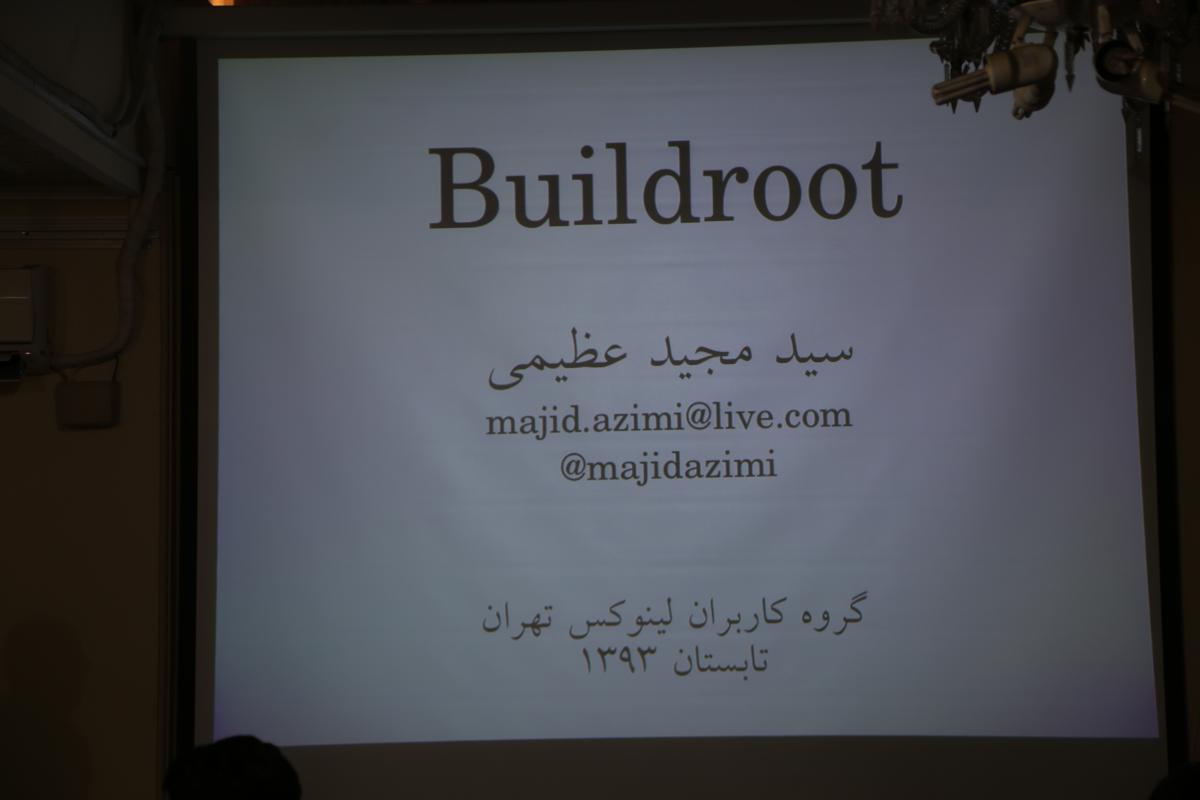 Buildroot
سید مجید عظیمی
majid.azimi@live.com
@majidazimi
گروه کاربران لینوکس تهران
تابستان ۱۳۹۳